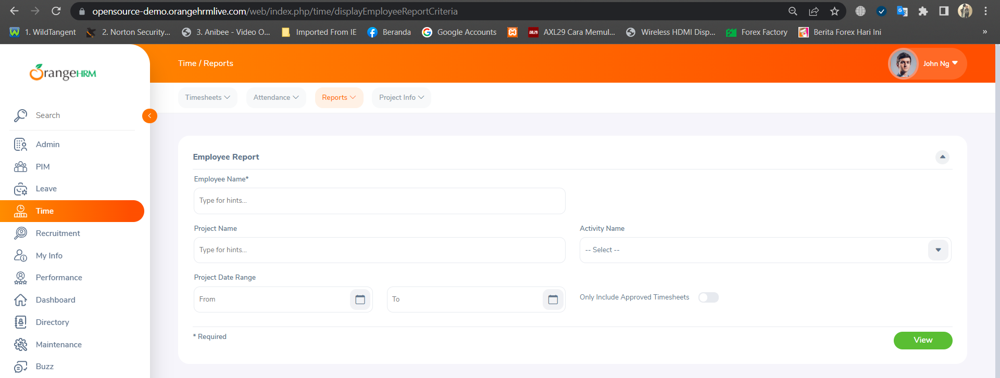 opensource-demo.orangehrmlive.com/web/index.php/time/displayEmployeeReportCriteria
1. WildTangent 2. Norton Security... 3. Anibee - Video O... Imported From IE Beranda Google Accounts AXL29 AXL29 Cara Memul... Wireless HDMI Disp... Forex Factory Berita Forex Hari Ini »
OrangeHRM
Time / Reports
John Ng
Timesheets Attendance Reports Project Info
Search
Admin
PIM
Leave
Time
Recruitment
My Info
Performance
Dashboard
Directory
Maintenance
Buzz
Employee Report
Employee Name*
Type for hints...
Project Name Activity Name
Type for hints... -- Select --
Project Date Range
From To Only Include Approved Timesheets
* Required View